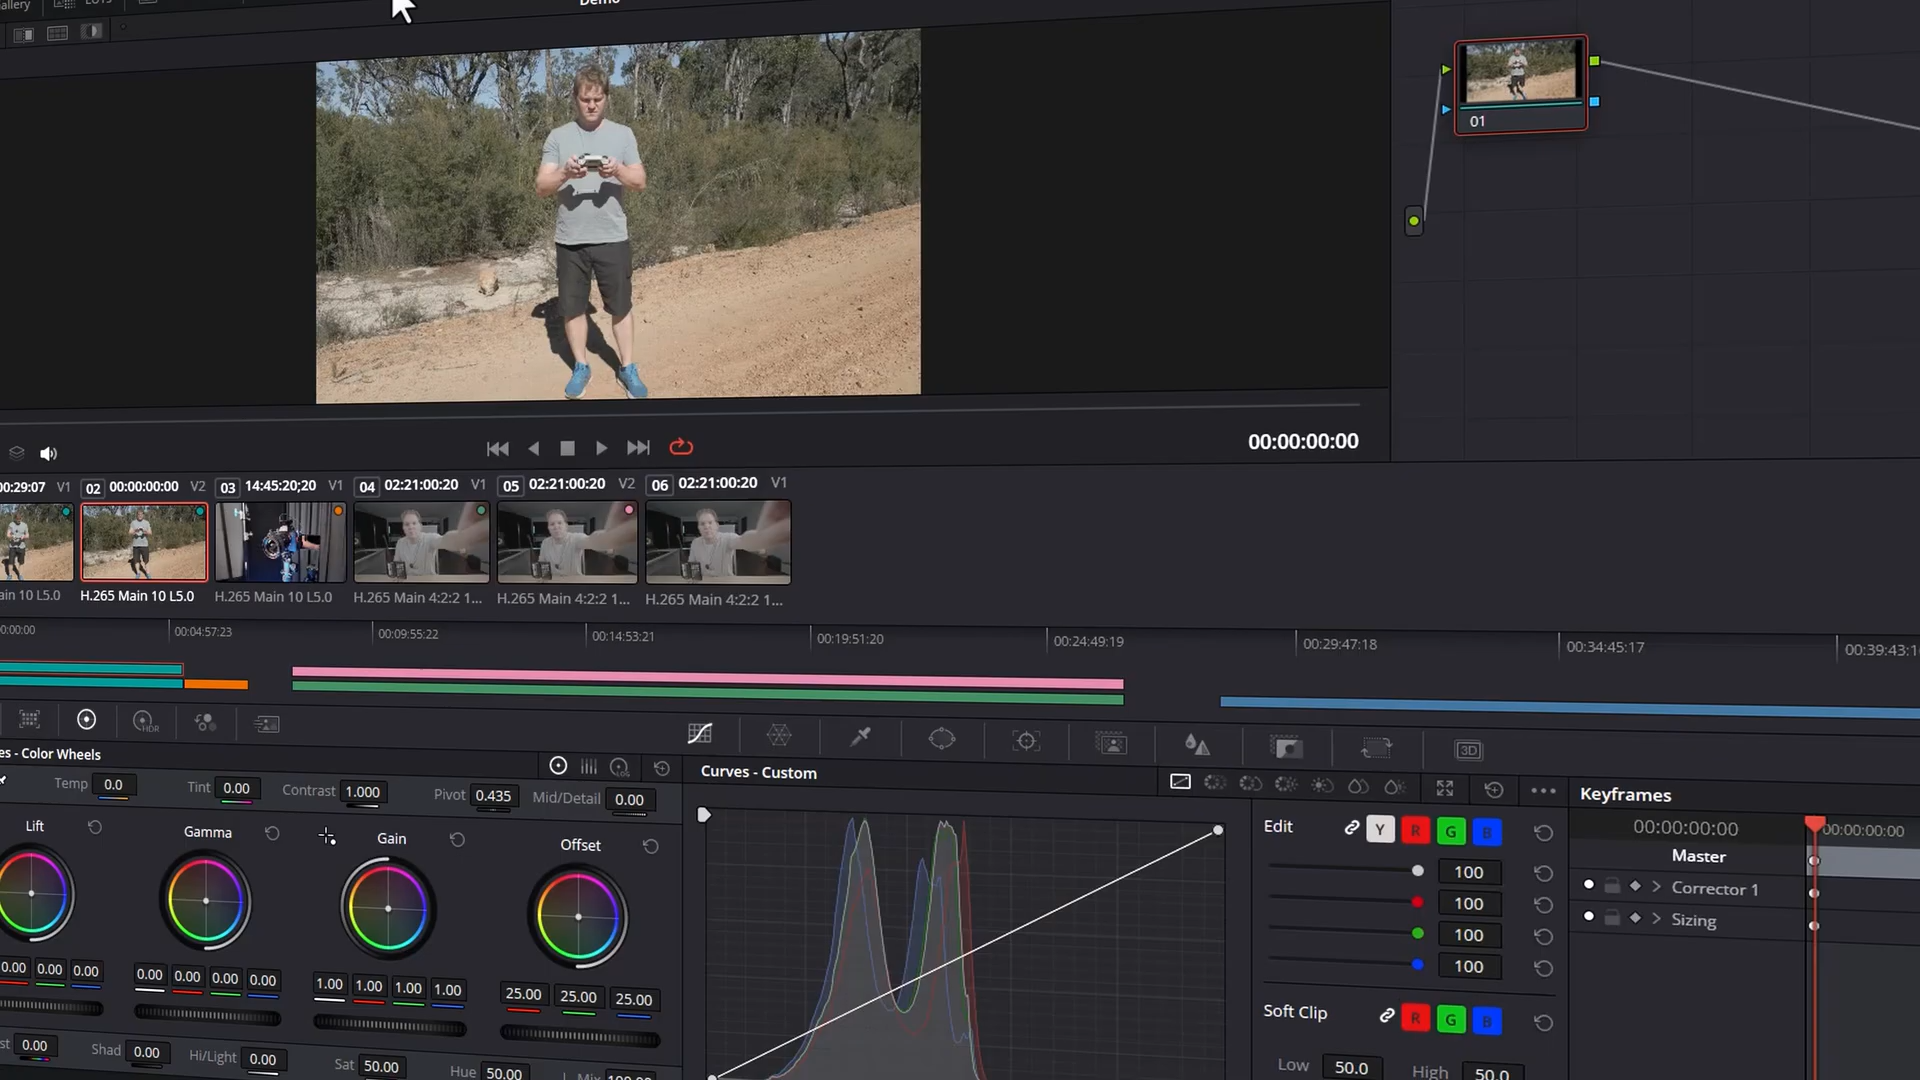 allery
LUTs
Demo
01
00:00:00:00
00:29:07 V1
02 00:00:00:00 V2
03 14:45:20;20 V1
04 02:21:00:20 V1
05 02:21:00:20 V2
06 02:21:00:20 V1
ain 10 L5.0
H.265 Main 10 L5.0
H.265 Main 10 L5.0
H.265 Main 4:2:2 1...
H.265 Main 4:2:2 1...
H.265 Main 4:2:2 1...
0:00:00
00:04:57:23
00:09:55:22
00:14:53:21
00:19:51:20
00:24:49:19
00:29:47:18
00:34:45:17
00:39:43:1
HDR
3D
es - Color Wheels
LOG
Temp 0.0
Tint 0.00
Contrast 1.000
Pivot 0.435
Mid/Detail 0.00
Lift
Gamma
Gain
Offset
0.00 0.00 0.00
0.00 0.00 0.00 0.00
1.00 1.00 1.00 1.00
25.00 25.00 25.00
st 0.00
Shad 0.00
Hi/Light 0.00
Sat 50.00
Hue 50.00
L. Mix 100.00
Curves - Custom
Edit
Y R G B
100
100
100
100
Soft Clip
R G B
Low 50.0
High 50.0
Keyframes
00:00:00:00
00:00:00:00
Master
Corrector 1
Sizing